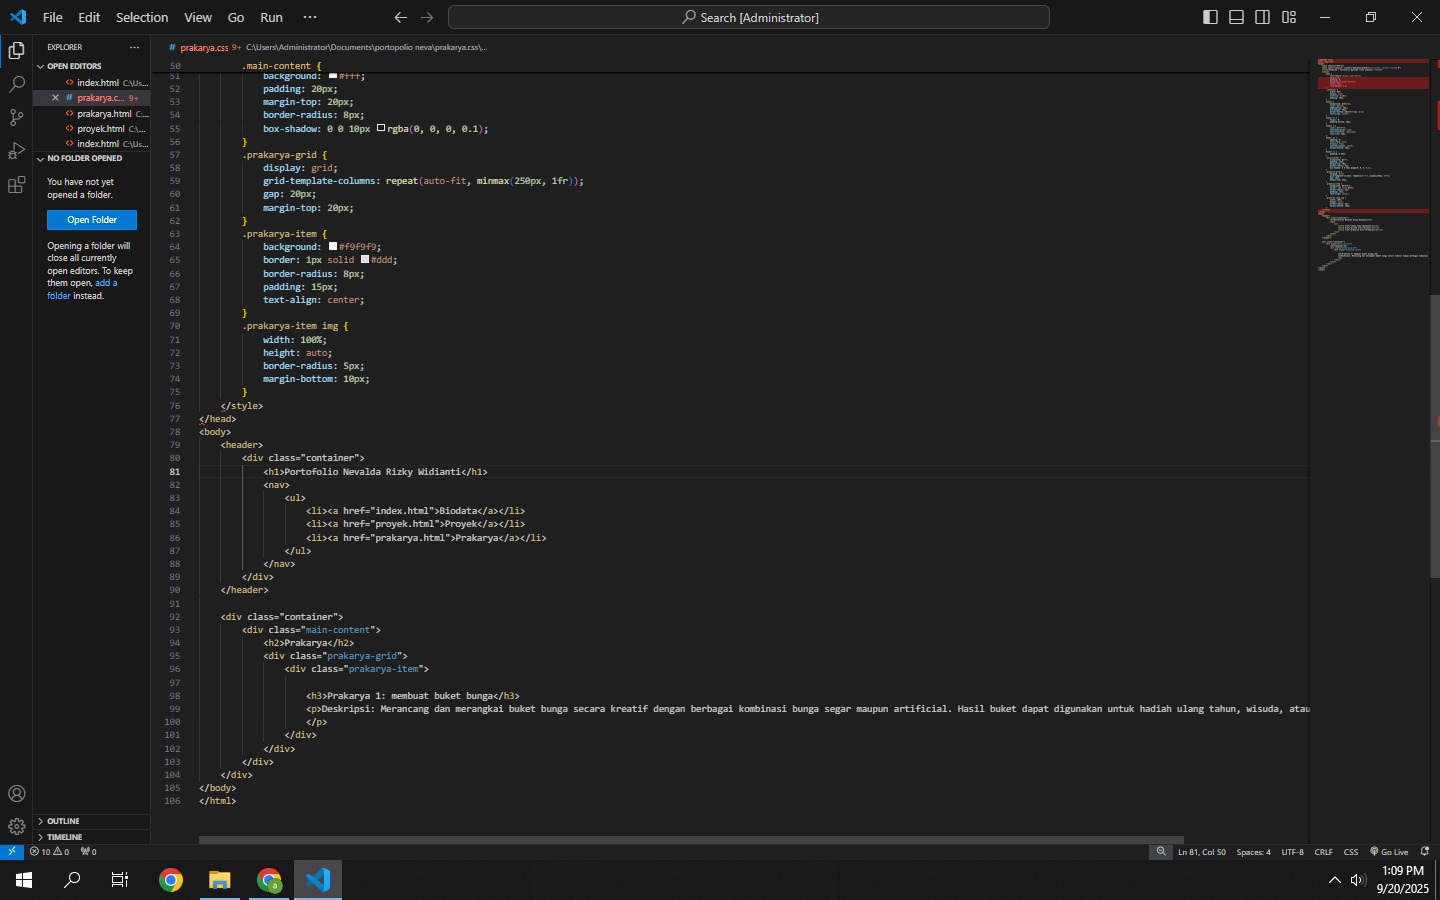 File Edit Selection View Go Run ···
Search [Administrator]
EXPLORER ···
OPEN EDITORS
index.html C:\Us...
prakarya.c... 9+
prakarya.html C:...
proyek.html C:\...
index.html C:\Us...
NO FOLDER OPENED
You have not yet
opened a folder.
Open Folder
Opening a folder will
close all currently
open editors. To keep
them open, add a
folder instead.
OUTLINE
TIMELINE
# prakarya.css 9+ C:\Users\Administrator\Documents\portopolio neva\prakarya.css\...
50 .main-content {
51 background: #fff;
52 padding: 20px;
53 margin-top: 20px;
54 border-radius: 8px;
55 box-shadow: 0 0 10px rgba(0, 0, 0, 0.1);
56 }
57 .prakarya-grid {
58 display: grid;
59 grid-template-columns: repeat(auto-fit, minmax(250px, 1fr));
60 gap: 20px;
61 margin-top: 20px;
62 }
63 .prakarya-item {
64 background: #f9f9f9;
65 border: 1px solid #ddd;
66 border-radius: 8px;
67 padding: 15px;
68 text-align: center;
69 }
70 .prakarya-item img {
71 width: 100%;
72 height: auto;
73 border-radius: 5px;
74 margin-bottom: 10px;
75 }
76 </style>
77 </head>
78 <body>
79 <header>
80 <div class="container">
81 <h1>Portofolio Nevalda Rizky Widianti</h1>
82 <nav>
83 <ul>
84 <li><a href="index.html">Biodata</a></li>
85 <li><a href="proyek.html">Proyek</a></li>
86 <li><a href="prakarya.html">Prakarya</a></li>
87 </ul>
88 </nav>
89 </div>
90 </header>
91
92 <div class="container">
93 <div class="main-content">
94 <h2>Prakarya</h2>
95 <div class="prakarya-grid">
96 <div class="prakarya-item">
97
98 <h3>Prakarya 1: membuat buket bunga</h3>
99 <p>Deskripsi: Merancang dan merangkai buket bunga secara kreatif dengan berbagai kombinasi bunga segar maupun artificial. Hasil buket dapat digunakan untuk hadiah ulang tahun, wisuda, atau
100 </p>
101 </div>
102 </div>
103 </div>
104 </div>
105 </body>
106 </html>
10 0 0
Ln 81, Col 50 Spaces: 4 UTF-8 CRLF CSS Go Live
a
1:09 PM
9/20/2025